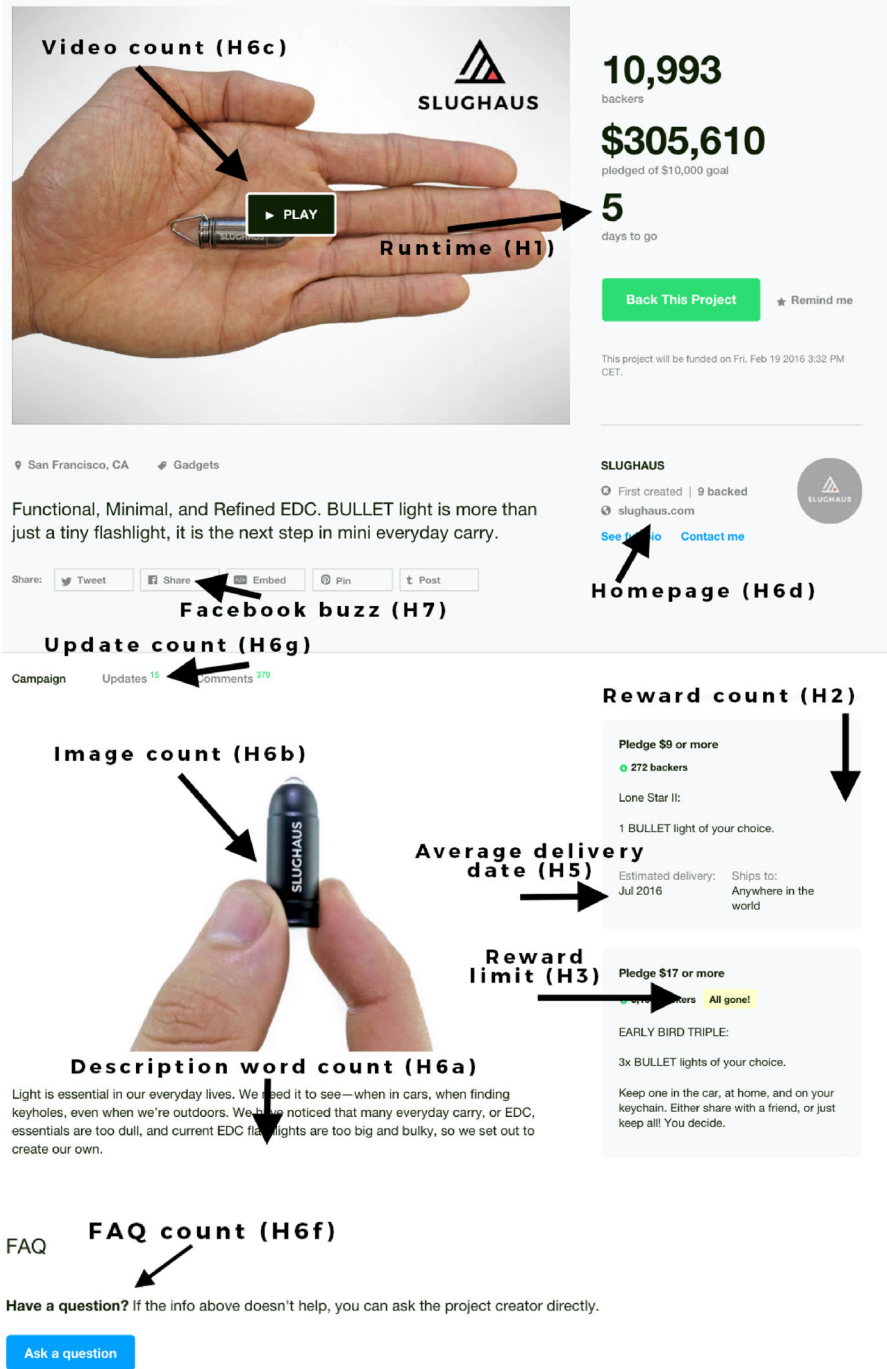 Video count (H6c)
SLUGHAUS
► PLAY
SLUGHAUS
Runtime (H1)
10,993
backers
$305,610
pledged of $10,000 goal
5
days to go
Back This Project
★ Remind me
This project will be funded on Fri, Feb 19 2016 3:32 PM
CET.
San Francisco, CA Gadgets
Functional, Minimal, and Refined EDC. BULLET light is more than
just a tiny flashlight, it is the next step in mini everyday carry.
Share: Tweet Share Embed Pin Post
Facebook buzz (H7)
SLUGHAUS
First created | 9 backed
slughaus.com
See bio Contact me
SLUGHAUS
Homepage (H6d)
Update count (H6g)
Campaign Updates 15 Comments 379
Image count (H6b)
SLUGHAUS
Reward count (H2)
Pledge $9 or more
272 backers
Lone Star II:
1 BULLET light of your choice.
Average delivery
date (H5)
Estimated delivery: Ships to:
Jul 2016 Anywhere in the
world
Reward
limit (H3)
Pledge $17 or more
All gone!
EARLY BIRD TRIPLE:
3x BULLET lights of your choice.
Keep one in the car, at home, and on your
keychain. Either share with a friend, or just
keep all! You decide.
Description word count (H6a)
Light is essential in our everyday lives. We need it to see—when in cars, when finding
keyholes, even when we're outdoors. We have noticed that many everyday carry, or EDC,
essentials are too dull, and current EDC flashlights are too big and bulky, so we set out to
create our own.
FAQ count (H6f)
FAQ
Have a question? If the info above doesn't help, you can ask the project creator directly.
Ask a question